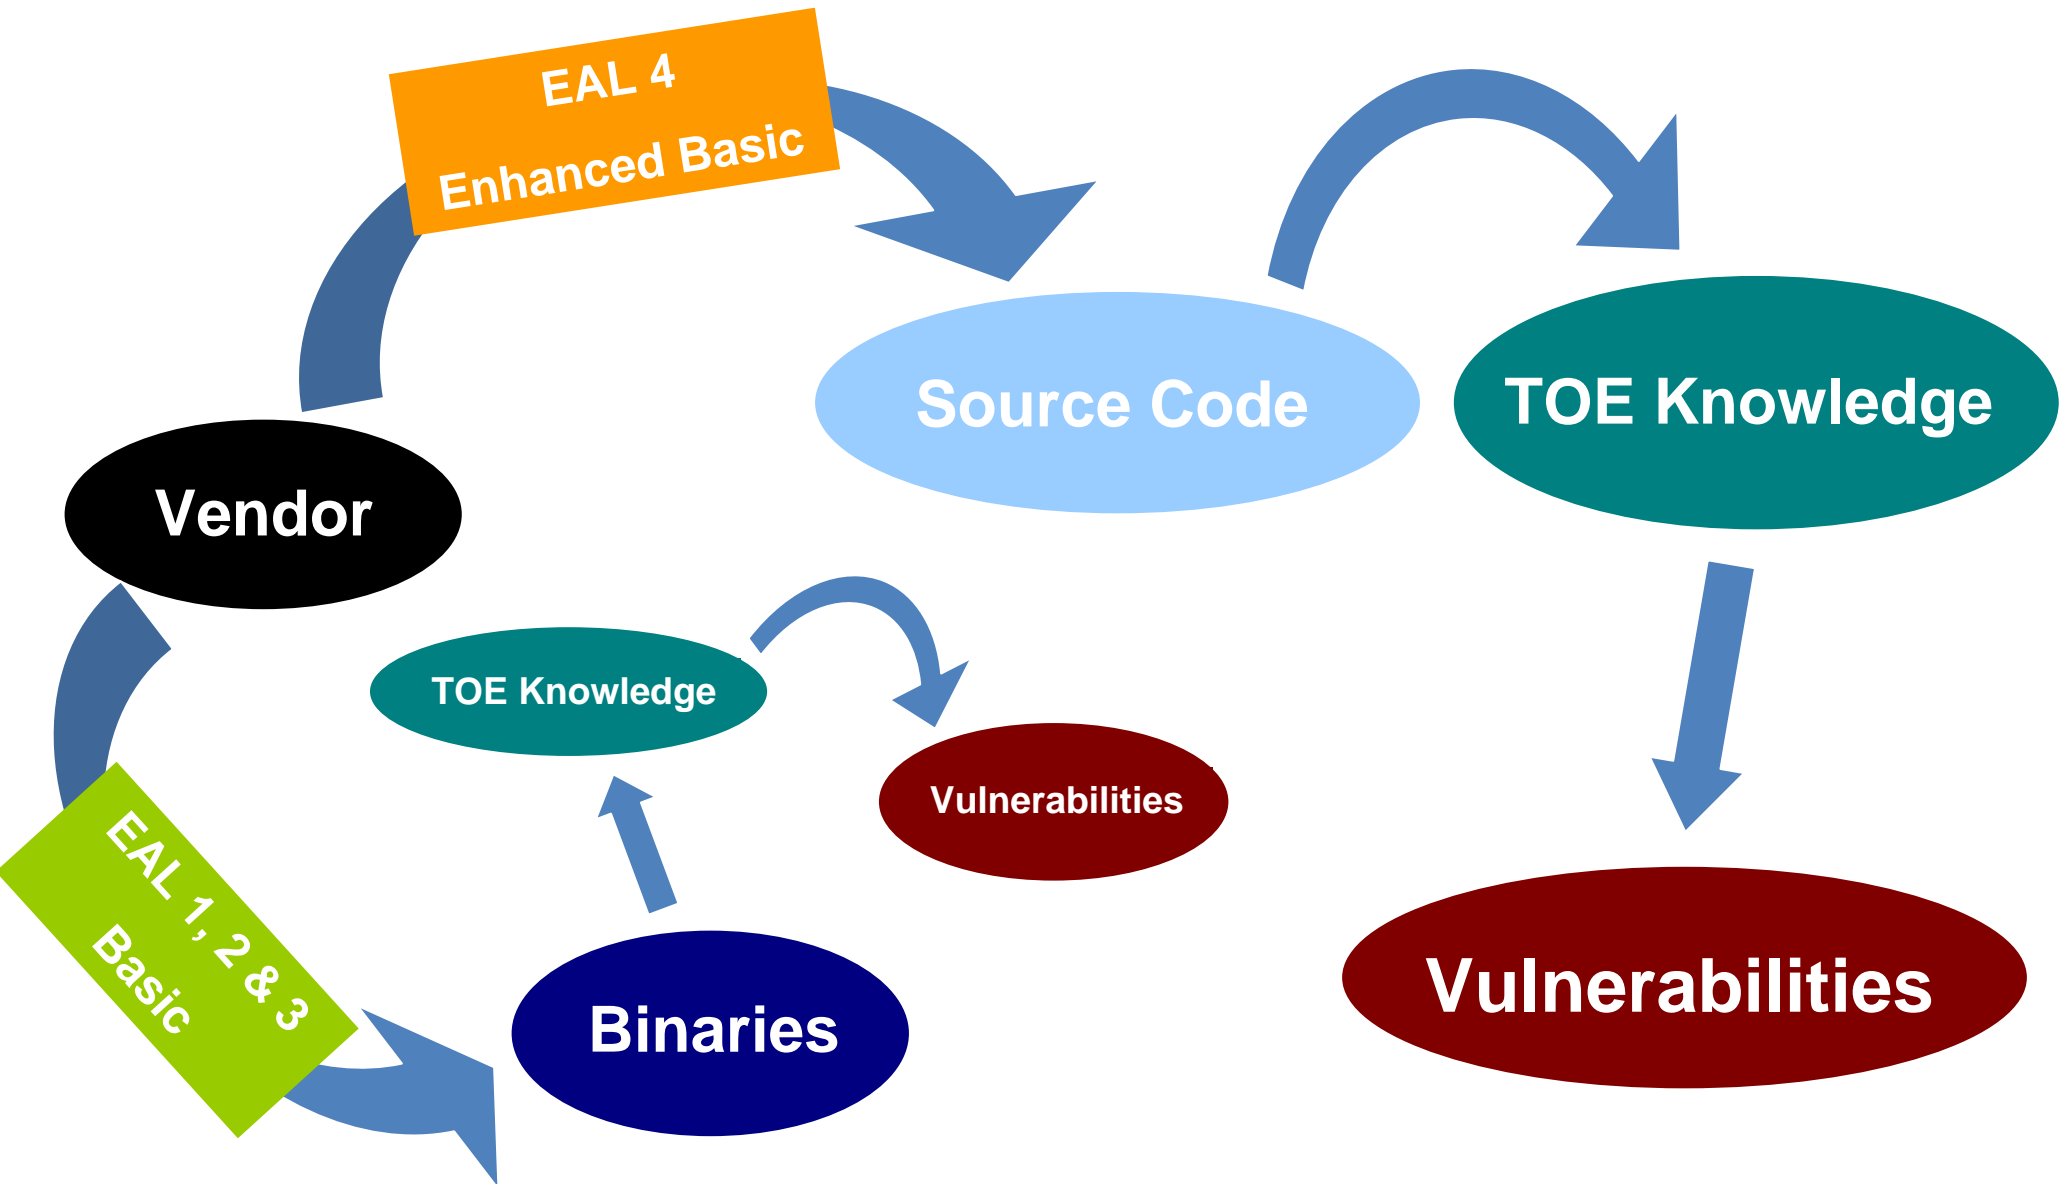 EAL 4
Enhanced Basic
Source Code
TOE Knowledge
Vendor
TOE Knowledge
Vulnerabilities
EAL 1, 2 & 3
Basic
Binaries
Vulnerabilities